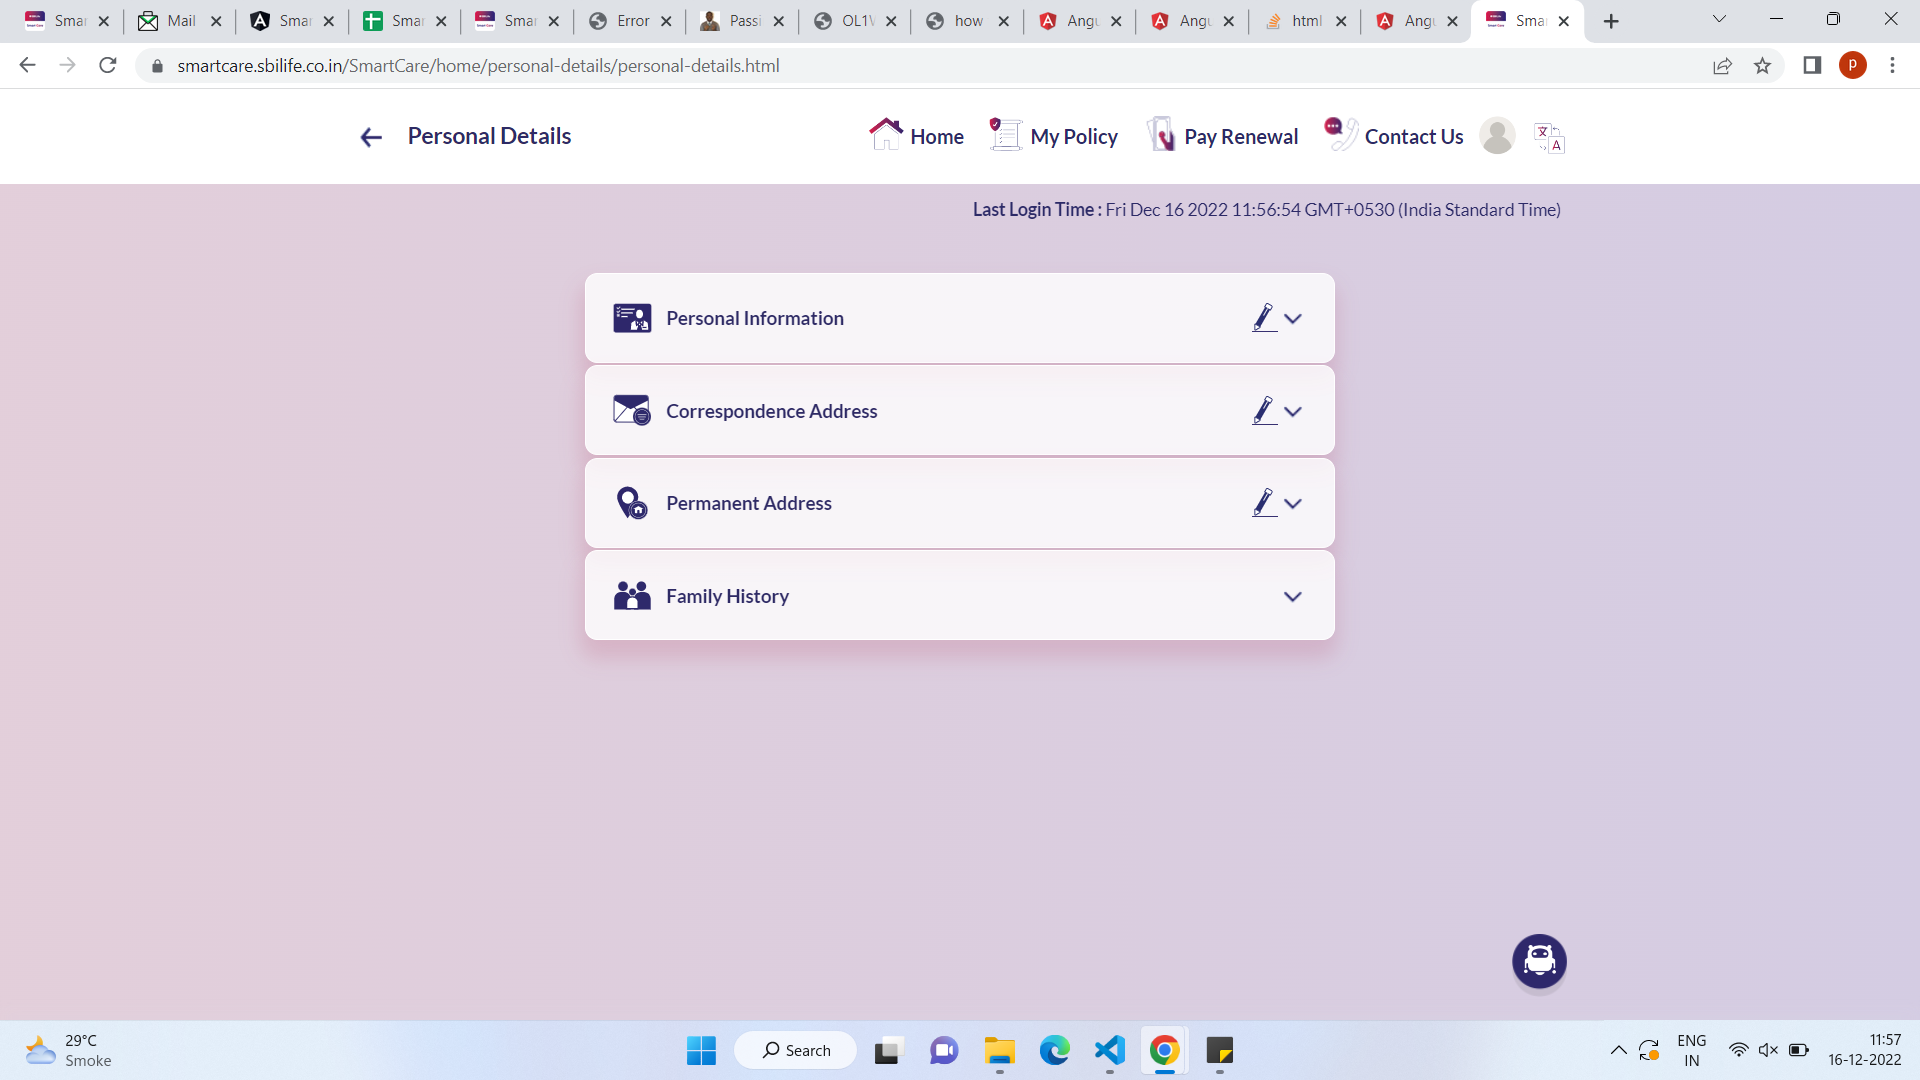 Smar
Mail
Smar
Smar
Smar
Error
Passi
OL1V
how
Angu
Angu
html
Angu
Smar
smartcare.sbilife.co.in/SmartCare/home/personal-details/personal-details.html
P
Personal Details
Home
My Policy
Pay Renewal
Contact Us
A
Last Login Time : Fri Dec 16 2022 11:56:54 GMT+0530 (India Standard Time)
Personal Information
Correspondence Address
Permanent Address
Family History
29°C
Smoke
Search
ENG
IN
11:57
16-12-2022